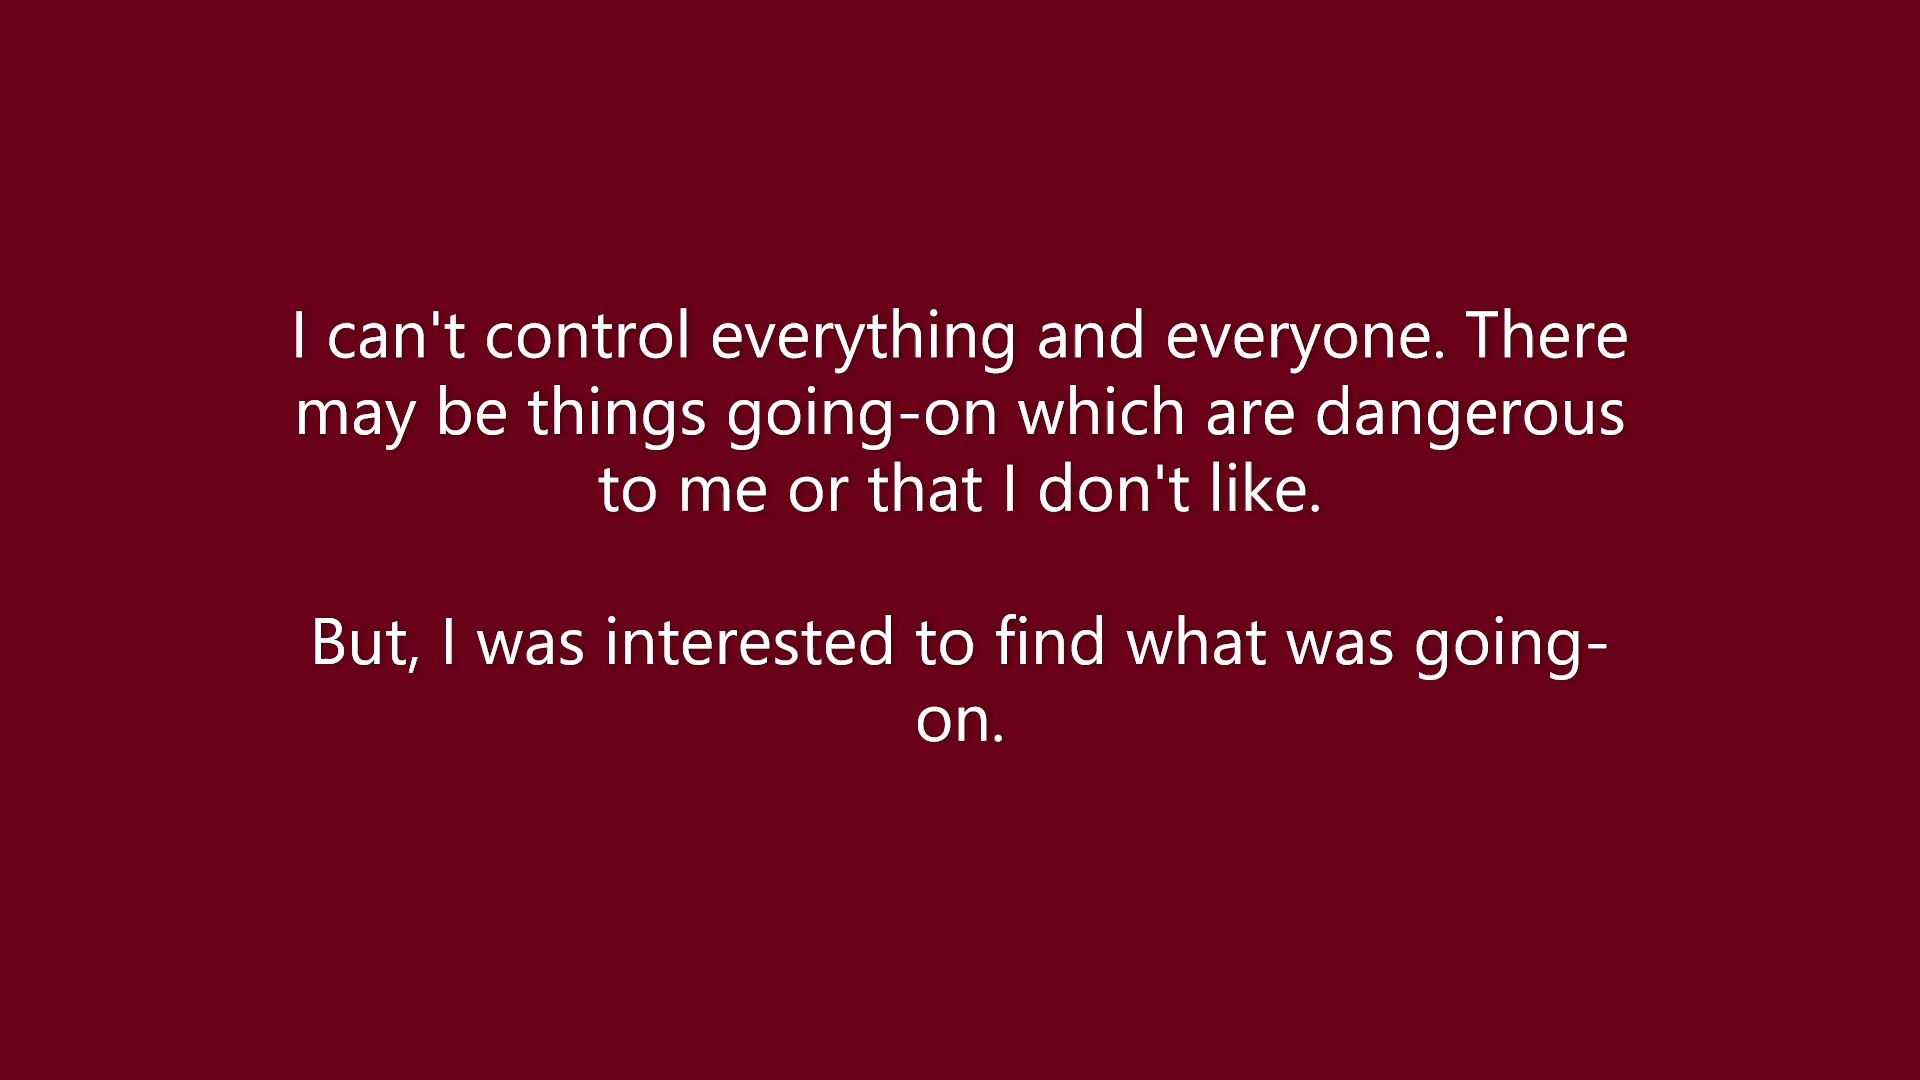 I can't control everything and everyone. There
may be things going-on which are dangerous
to me or that I don't like.
But, I was interested to find what was going-
on.